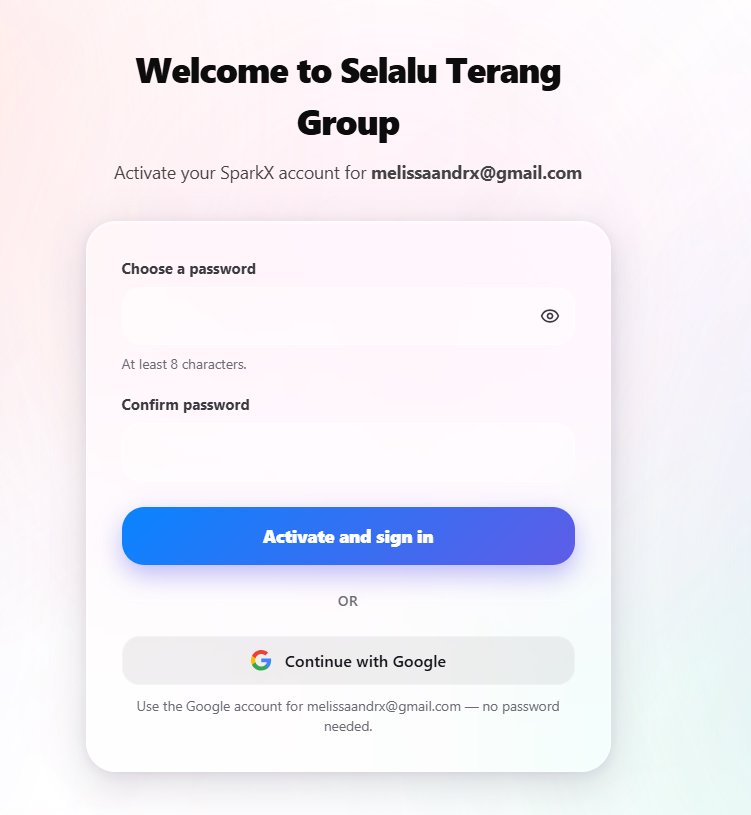 Welcome to Selalu Terang
Group
Activate your SparkX account for melissaandrx@gmail.com
Choose a password
At least 8 characters.
Confirm password
Activate and sign in
OR
Continue with Google
Use the Google account for melissaandrx@gmail.com — no password
needed.